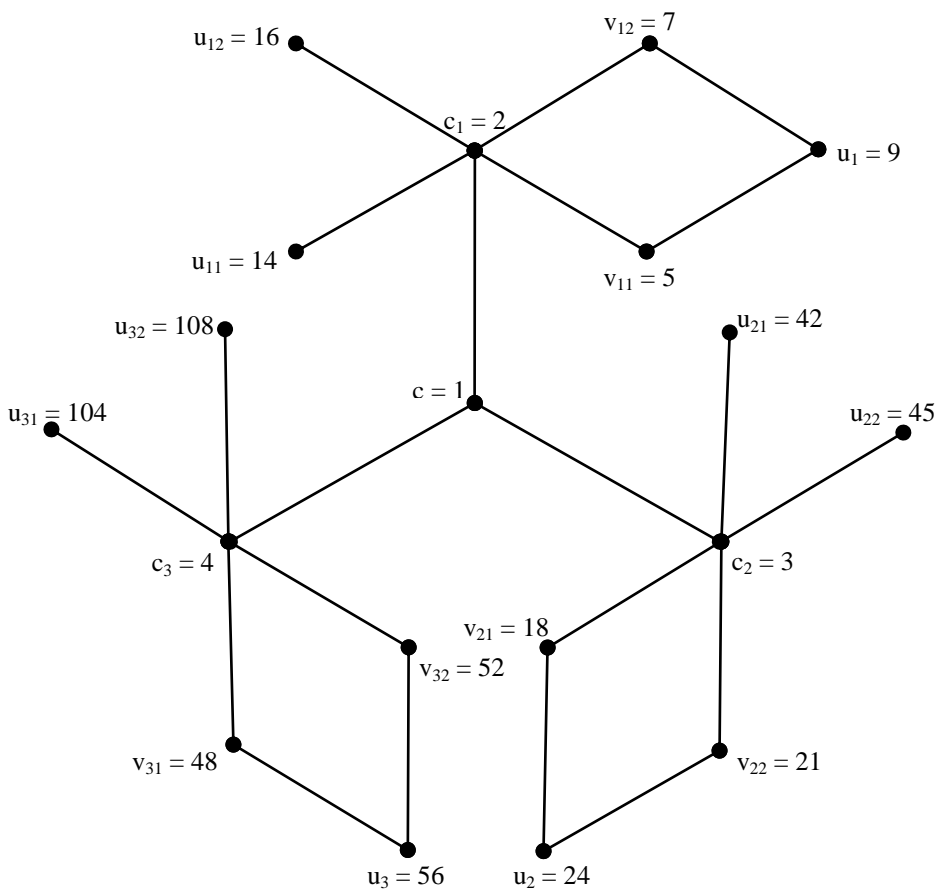 v₁₂ = 7
u₁₂ = 16
c₁ = 2
u₁ = 9
u₁₁ = 14
v₁₁ = 5
u₃₂ = 108
u₂₁ = 42
c = 1
u₃₁ = 104
u₂₂ = 45
c₃ = 4
c₂ = 3
v₂₁ = 18
v₃₂ = 52
v₃₁ = 48
v₂₂ = 21
u₃ = 56
u₂ = 24